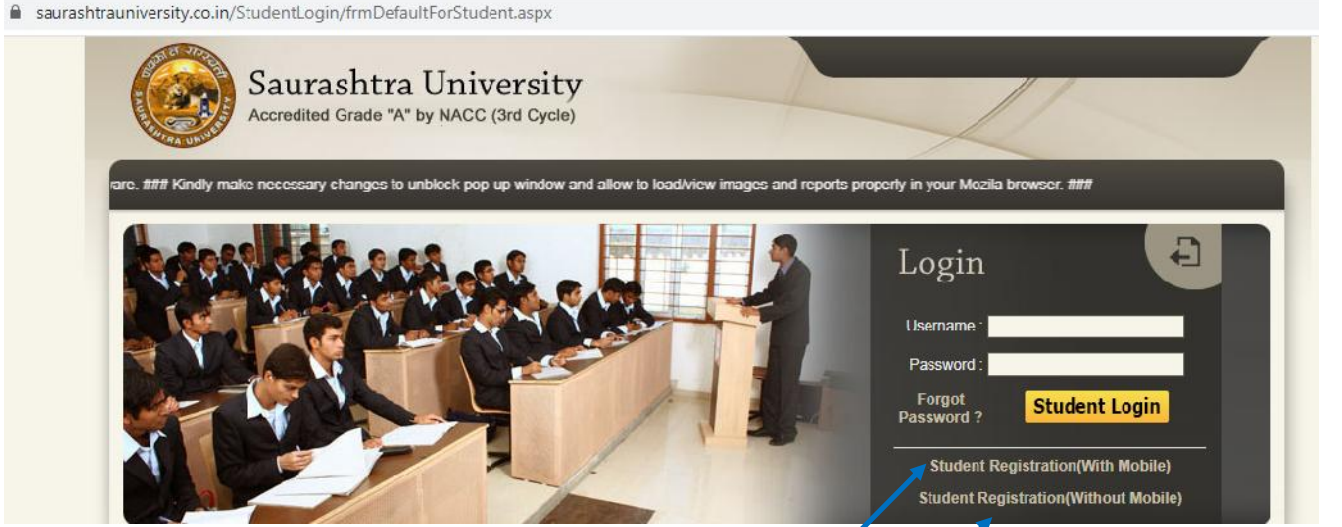 saurashtrauniversity.co.in/StudentLogin/frmDefaultForStudent.aspx
Saurashtra University
Accredited Grade "A" by NACC (3rd Cycle)
are. ### Kindly make necessary changes to unblock pop up window and allow to load/view images and reports properly in your Mozila browser. ###
Login
Username :
Password :
Forgot
Password ?
Student Login
Student Registration(With Mobile)
Student Registration(Without Mobile)